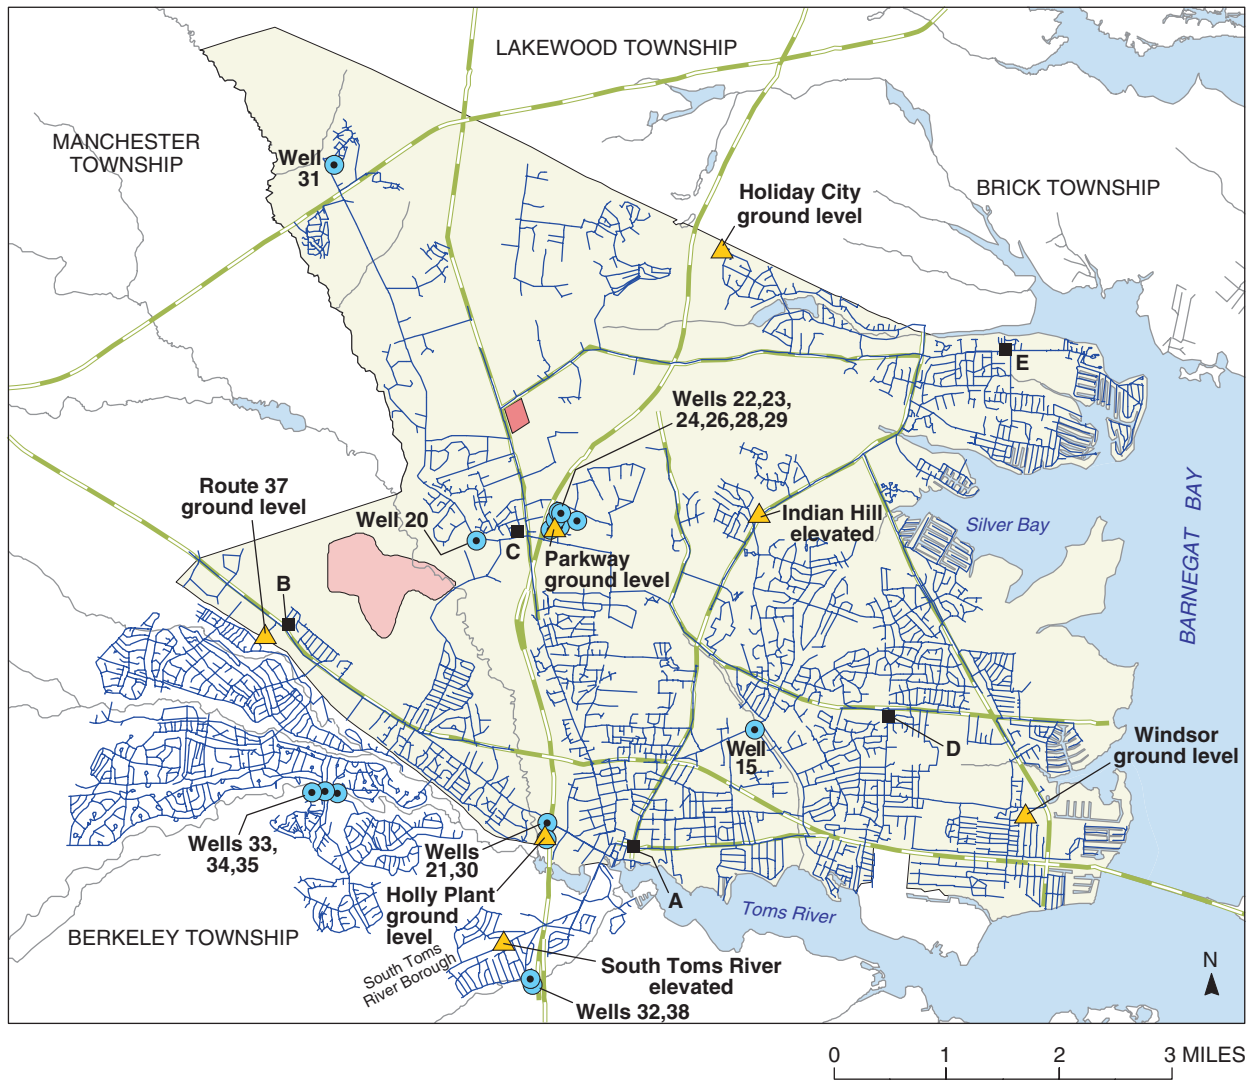 LAKEWOOD TOWNSHIP
MANCHESTER
TOWNSHIP
Well
31
BRICK TOWNSHIP
Holiday City
ground level
E
Wells 22,23,
24,26,28,29
Route 37
ground level
Well 20
C
Indian Hill
elevated
Silver Bay
BARNEGAT BAY
Parkway
ground level
B
Well
15
D
Windsor
ground level
Wells 33,
34,35
Wells
21,30
Holly Plant
ground
level
A
Toms River
BERKELEY TOWNSHIP
South Toms
River Borough
South Toms River
elevated
Wells 32,38
N
0 1 2 3 MILES